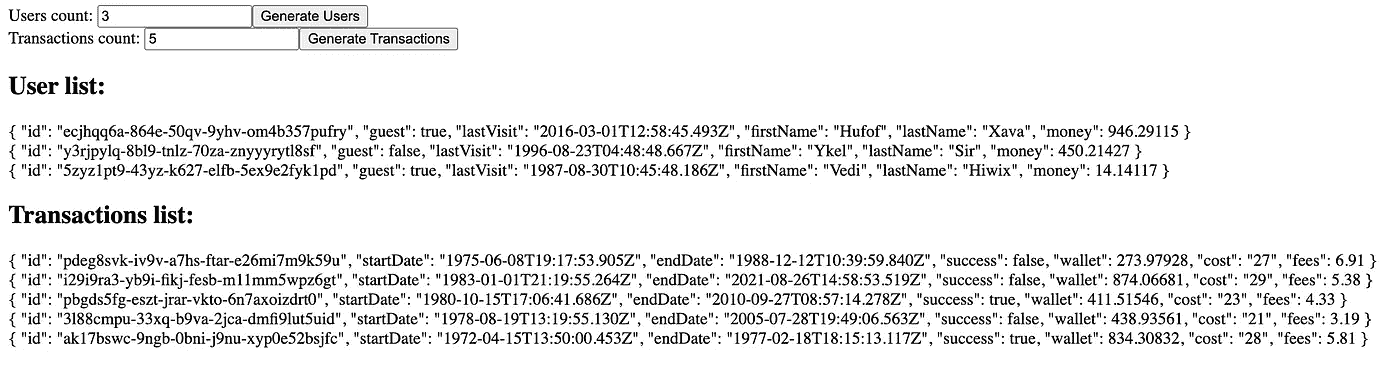 Users count: 3 Generate Users
Transactions count: 5 Generate Transactions
User list:
{ "id": "ecjhqq6a-864e-50qv-9yhv-om4b357pufry", "guest": true, "lastVisit": "2016-03-01T12:58:45.493Z", "firstName": "Hufof", "lastName": "Xava", "money": 946.29115 }
{ "id": "y3rjpylq-8bl9-tnlz-70za-znyyyrytl8sf", "guest": false, "lastVisit": "1996-08-23T04:48:48.667Z", "firstName": "Ykel", "lastName": "Sir", "money": 450.21427 }
{ "id": "5zyz1pt9-43yz-k627-elfb-5ex9e2fyk1pd", "guest": true, "lastVisit": "1987-08-30T10:45:48.186Z", "firstName": "Vedi", "lastName": "Hiwix", "money": 14.14117 }
Transactions list:
{ "id": "pdeg8svk-iv9v-a7hs-ftar-e26mi7m9k59u", "startDate": "1975-06-08T19:17:53.905Z", "endDate": "1988-12-12T10:39:59.840Z", "success": false, "wallet": 273.97928, "cost": "27", "fees": 6.91 }
{ "id": "i29i9ra3-yb9i-fikj-fesb-m11mm5wpz6gt", "startDate": "1983-01-01T21:19:55.264Z", "endDate": "2021-08-26T14:58:53.519Z", "success": false, "wallet": 874.06681, "cost": "29", "fees": 5.38 }
{ "id": "pbgds5fg-eszt-jrar-vkto-6n7axoizdrt0", "startDate": "1980-10-15T17:06:41.686Z", "endDate": "2010-09-27T08:57:14.278Z", "success": true, "wallet": 411.51546, "cost": "23", "fees": 4.33 }
{ "id": "3l88cmpu-33xq-b9va-2jca-dmfi9lut5uid", "startDate": "1978-08-19T13:19:55.130Z", "endDate": "2005-07-28T19:49:06.563Z", "success": false, "wallet": 438.93561, "cost": "21", "fees": 3.19 }
{ "id": "ak17bswc-9ngb-0bni-j9nu-xyp0e52bsjfc", "startDate": "1972-04-15T13:50:00.453Z", "endDate": "1977-02-18T18:15:13.117Z", "success": true, "wallet": 834.30832, "cost": "28", "fees": 5.81 }